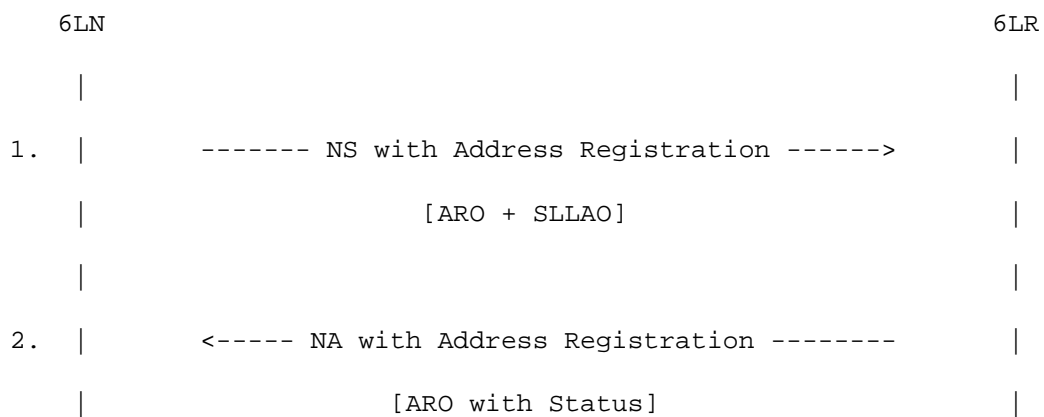 6LN 6LR
| |
1. | ------- NS with Address Registration ------> |
| [ARO + SLLAO] |
| |
2. | <----- NA with Address Registration -------- |
| [ARO with Status] |